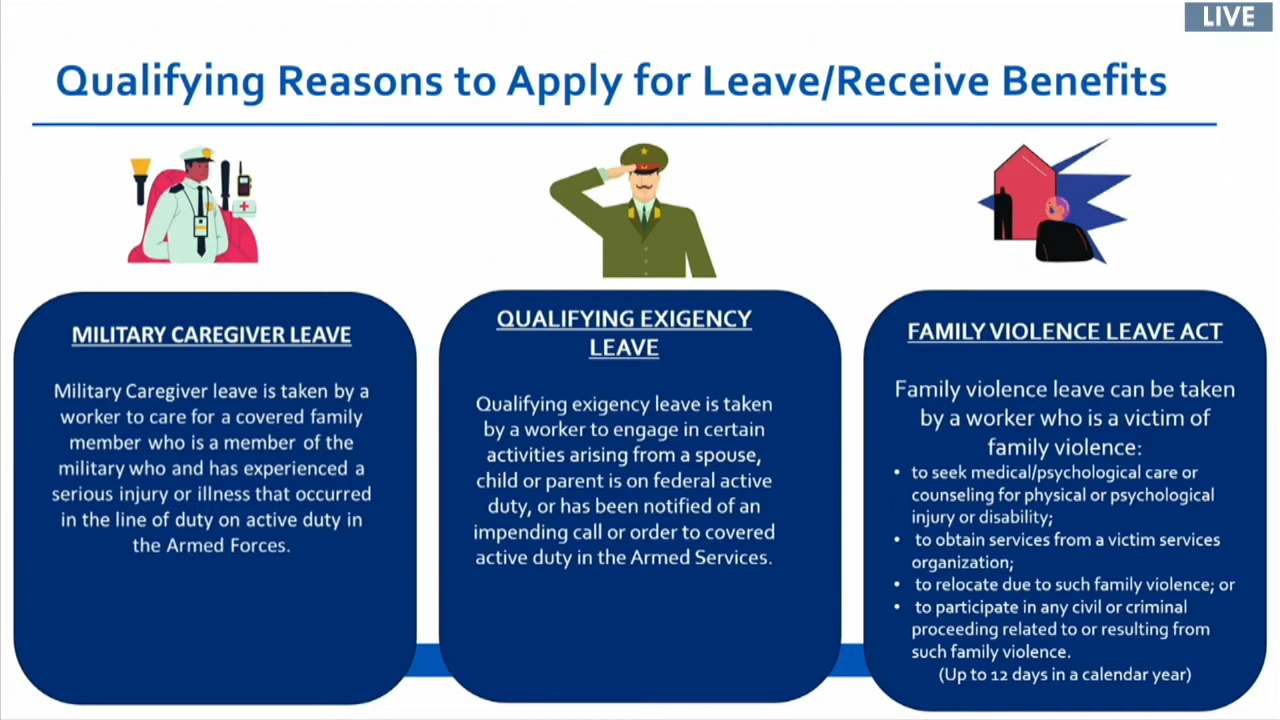 LIVE
Qualifying Reasons to Apply for Leave/Receive Benefits
MILITARY CAREGIVER LEAVE
Military Caregiver leave is taken by a
worker to care for a covered family
member who is a member of the
military who and has experienced a
serious injury or illness that occurred
in the line of duty on active duty in
the Armed Forces.
QUALIFYING EXIGENCY
LEAVE
Qualifying exigency leave is taken
by a worker to engage in certain
activities arising from a spouse,
child or parent is on federal active
duty, or has been notified of an
impending call or order to covered
active duty in the Armed Services.
FAMILY VIOLENCE LEAVE ACT
Family violence leave can be taken
by a worker who is a victim of
family violence:
• to seek medical/psychological care or
counseling for physical or psychological
injury or disability;
• to obtain services from a victim services
organization;
• to relocate due to such family violence; or
• to participate in any civil or criminal
proceeding related to or resulting from
such family violence.
(Up to 12 days in a calendar year)